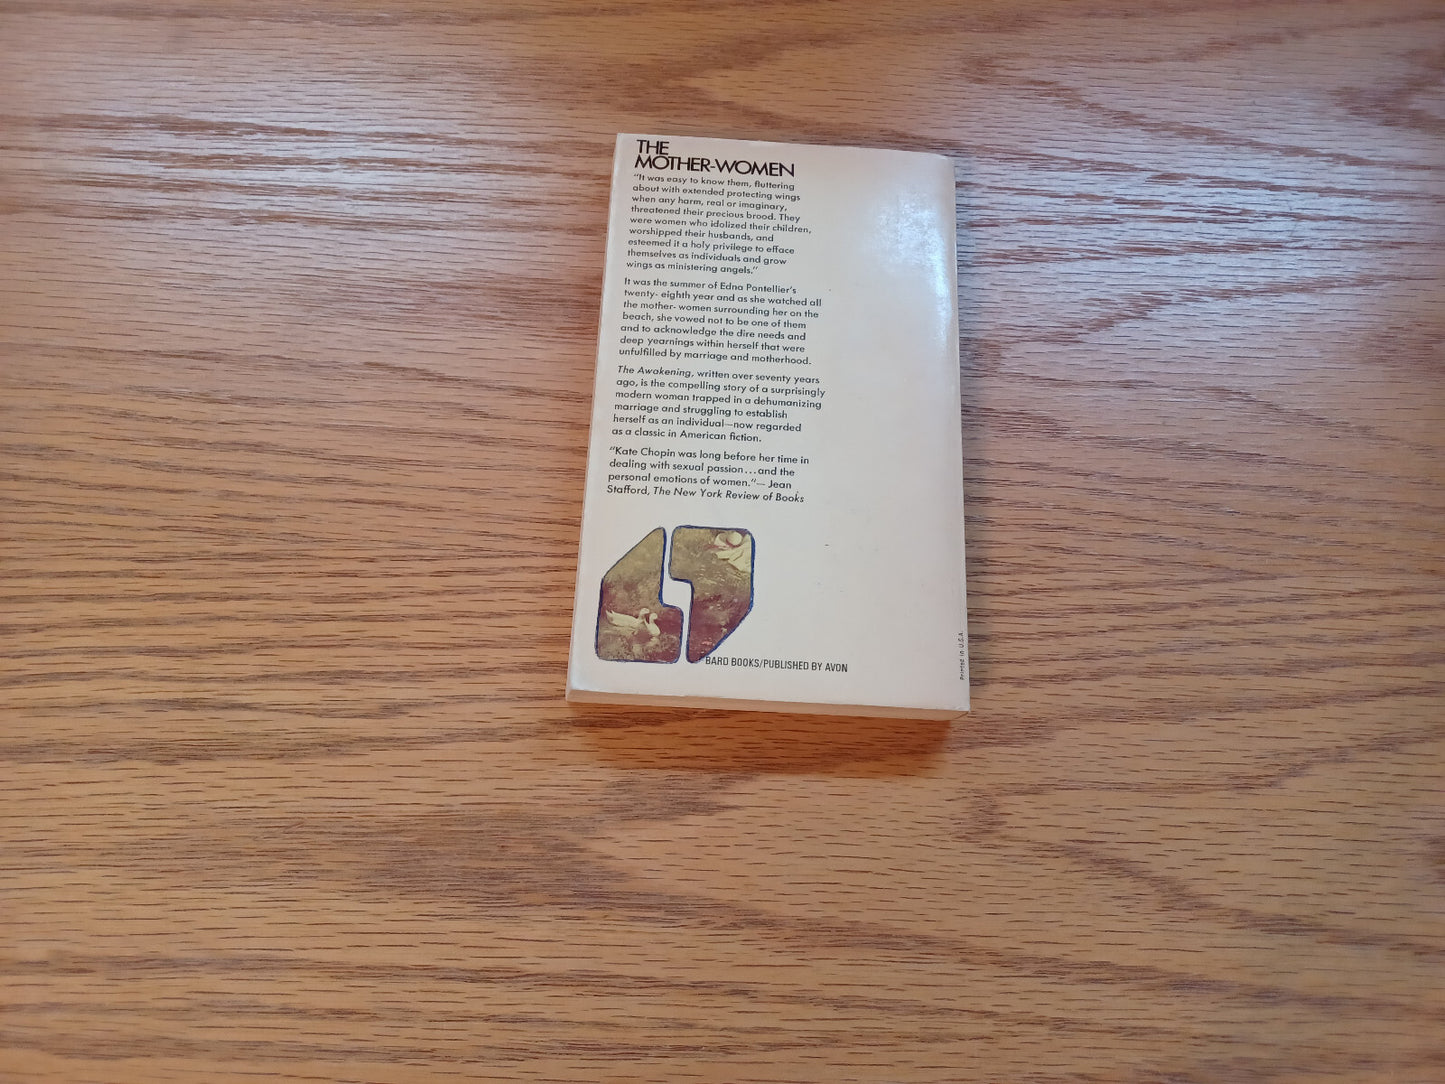 THE
MOTHER-WOMEN
"It was easy to know them, fluttering
about with extended protecting wings
when any harm, real or imaginary,
threatened their precious brood. They
were women who idolized their children,
worshipped their husbands, and
esteemed it a holy privilege to efface
themselves as individuals and grow
wings as ministering angels."
It was the summer of Edna Pontellier's
twenty- eighth year and as she watched all
the mother- women surrounding her on the
beach, she vowed not to be one of them
and to acknowledge the dire needs and
deep yearnings within herself that were
unfulfilled by marriage and motherhood.
The Awakening, written over seventy years
ago, is the compelling story of a surprisingly
modern woman trapped in a dehumanizing
marriage and struggling to establish
herself as an individual—now regarded
as a classic in American fiction.
"Kate Chopin was long before her time in
dealing with sexual passion...and the
personal emotions of women."— Jean
Stafford, The New York Review of Books
BARD BOOKS/PUBLISHED BY AVON
Printed in U.S.A.